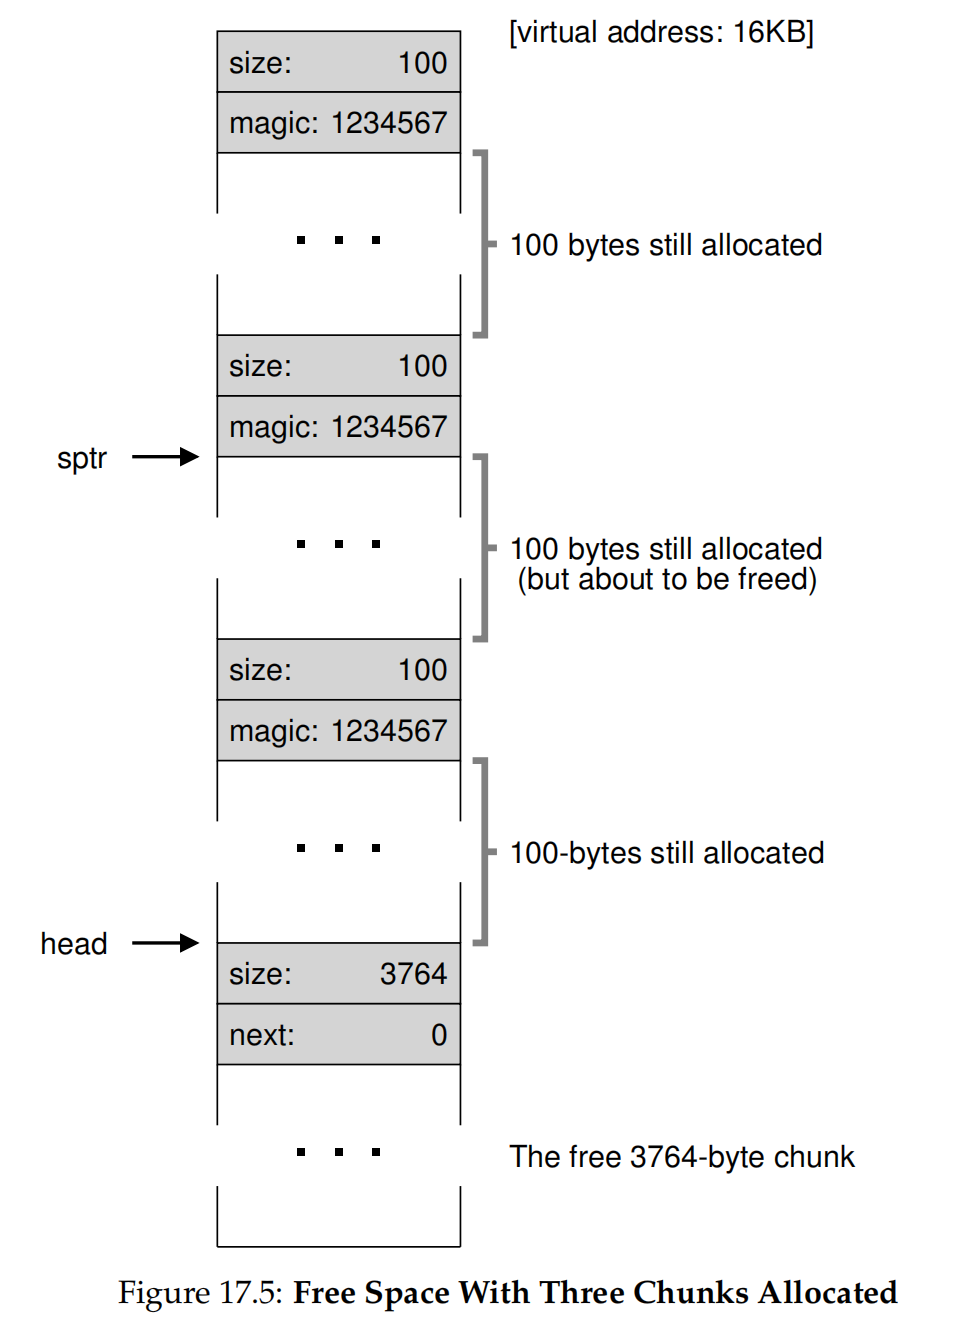 [virtual address: 16KB]
size: 100
magic: 1234567
100 bytes still allocated
size: 100
magic: 1234567
sptr
100 bytes still allocated
(but about to be freed)
size: 100
magic: 1234567
100-bytes still allocated
head
size: 3764
next: 0
The free 3764-byte chunk
Figure 17.5: Free Space With Three Chunks Allocated